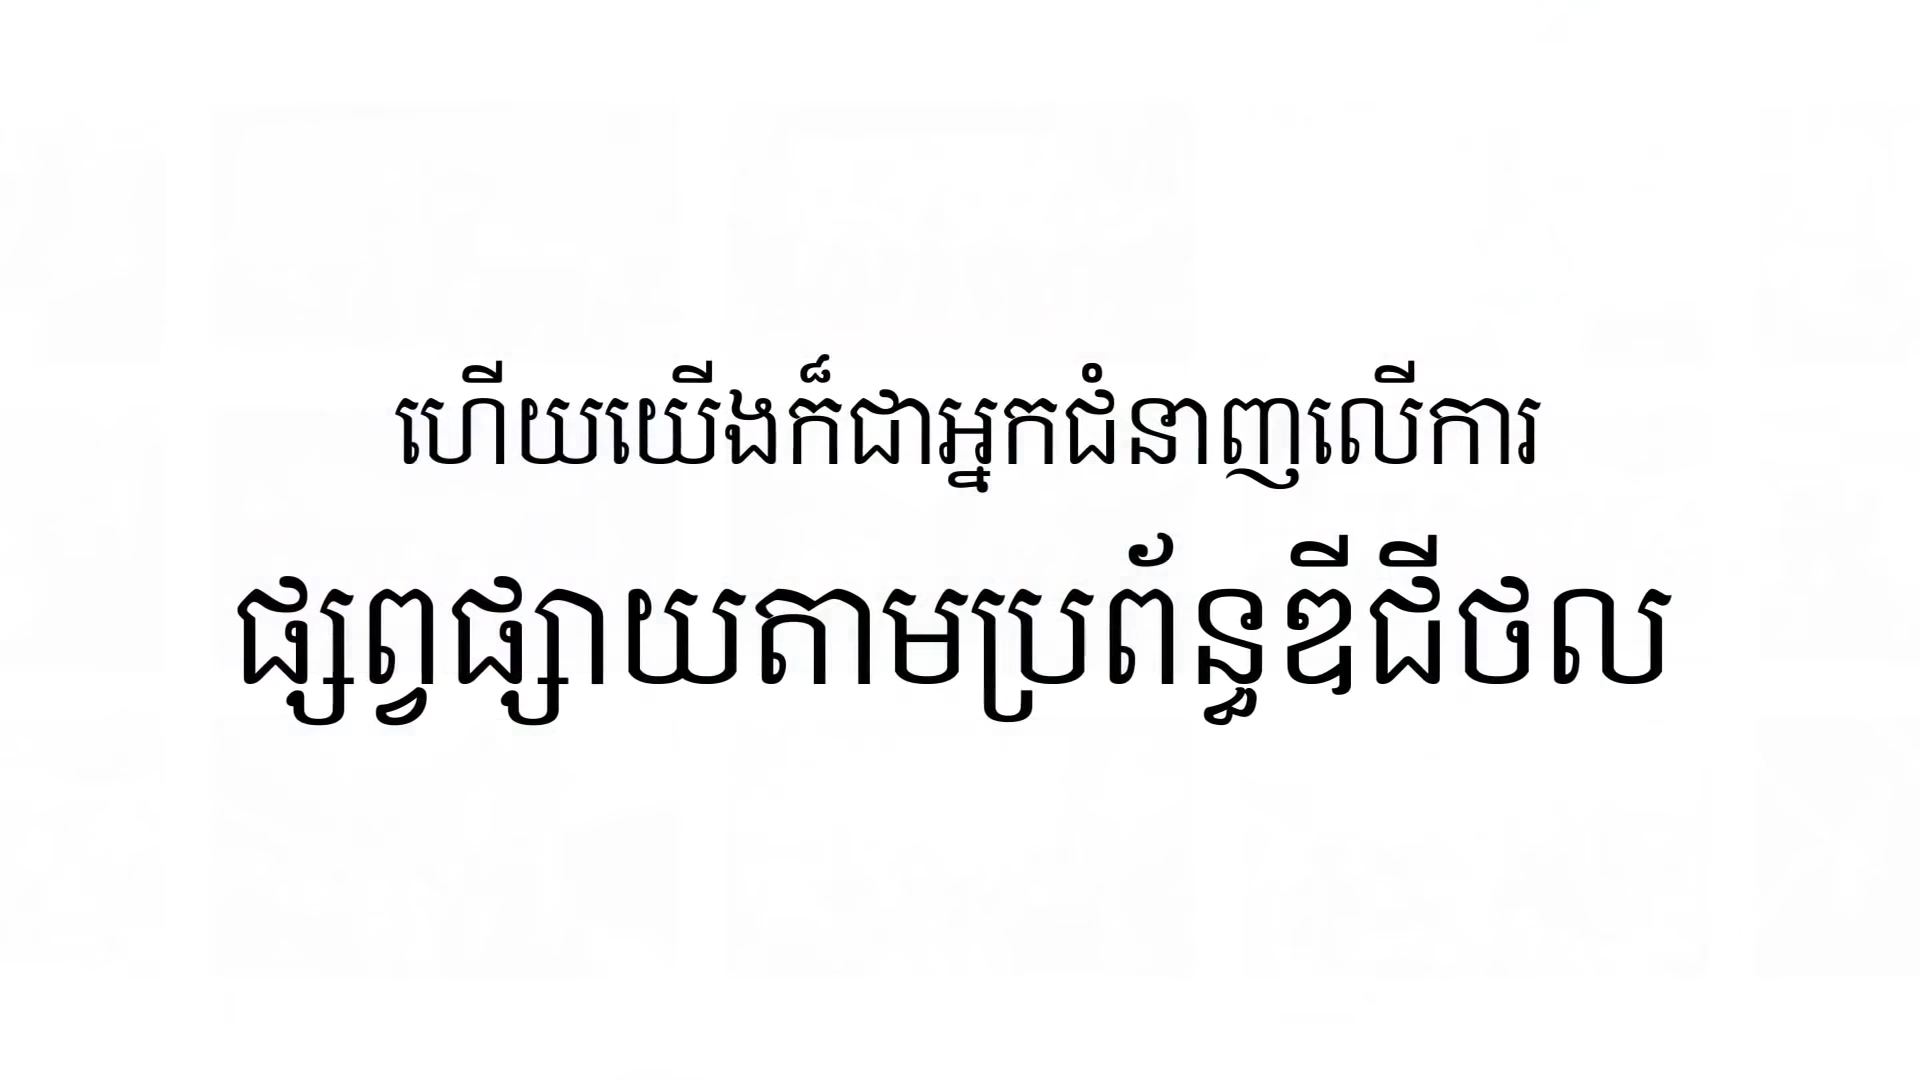 ហើយយើងក៏ជាអ្នកជំនាញលើការ
ផ្សព្វផ្សាយតាមប្រព័ន្ធឌីជីថល